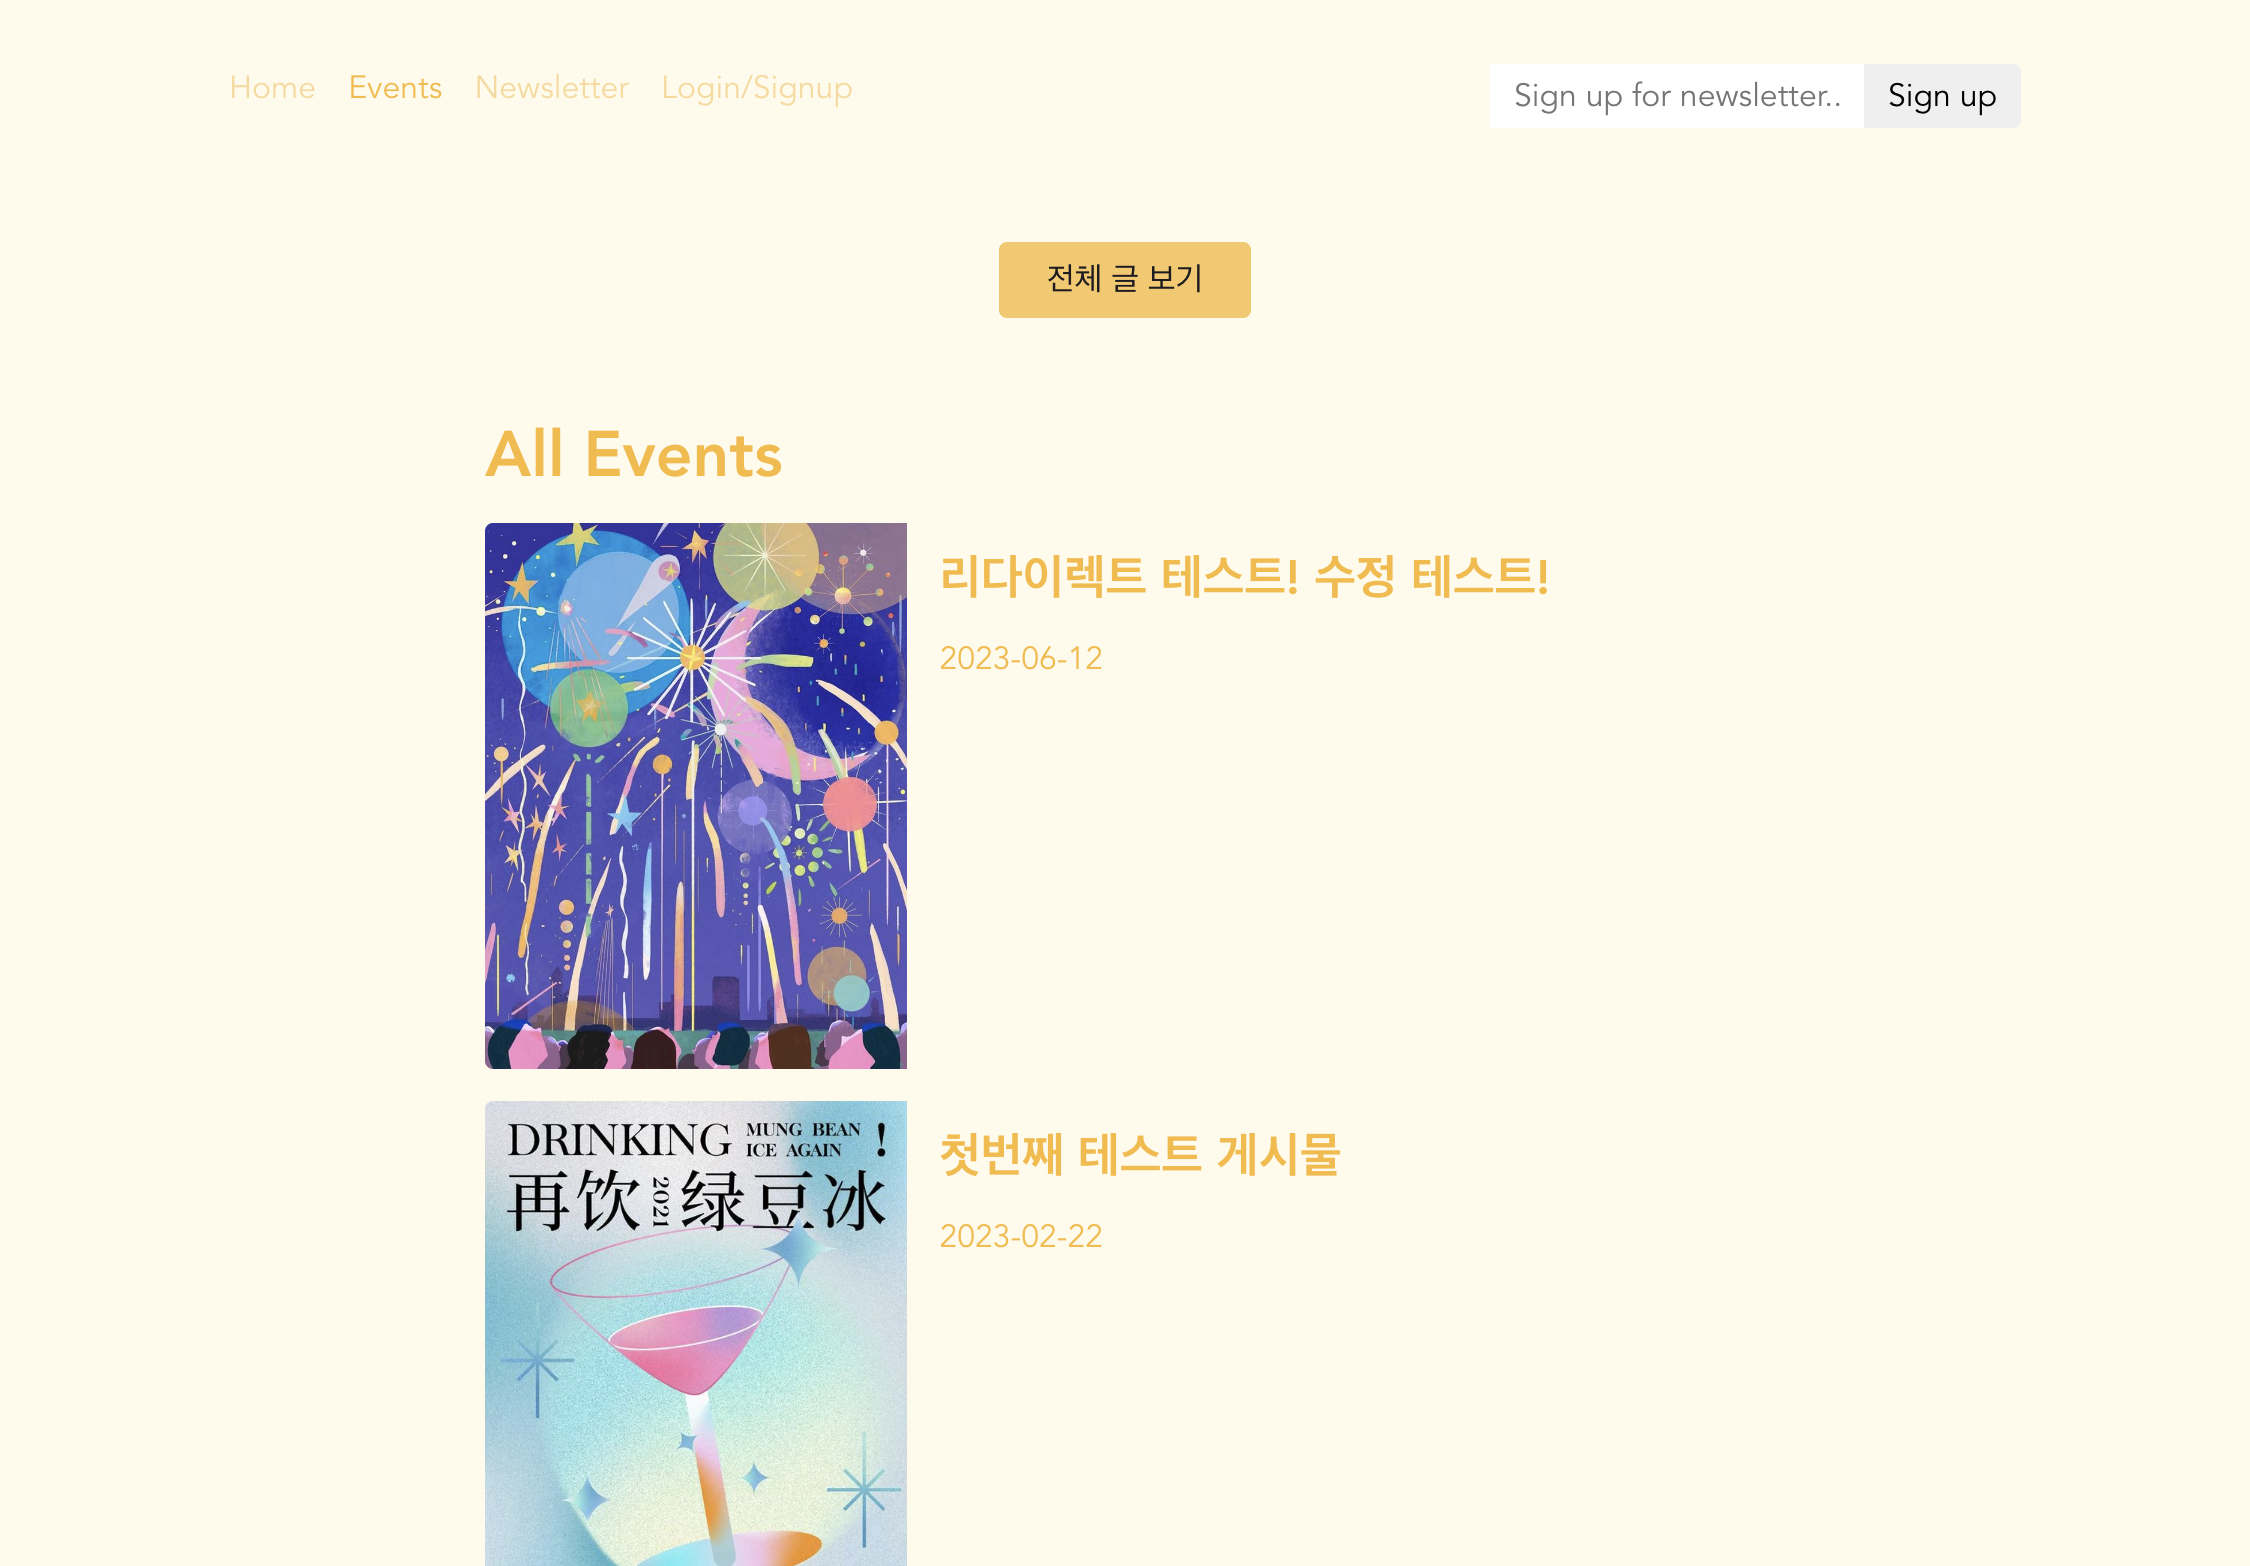 Home Events Newsletter Login/Signup
Sign up for newsletter.. Sign up
전체 글 보기
All Events
리다이렉트 테스트! 수정 테스트!
2023-06-12
DRINKING MUNG BEAN ICE AGAIN !
再饮 2021 绿豆冰
첫번째 테스트 게시물
2023-02-22